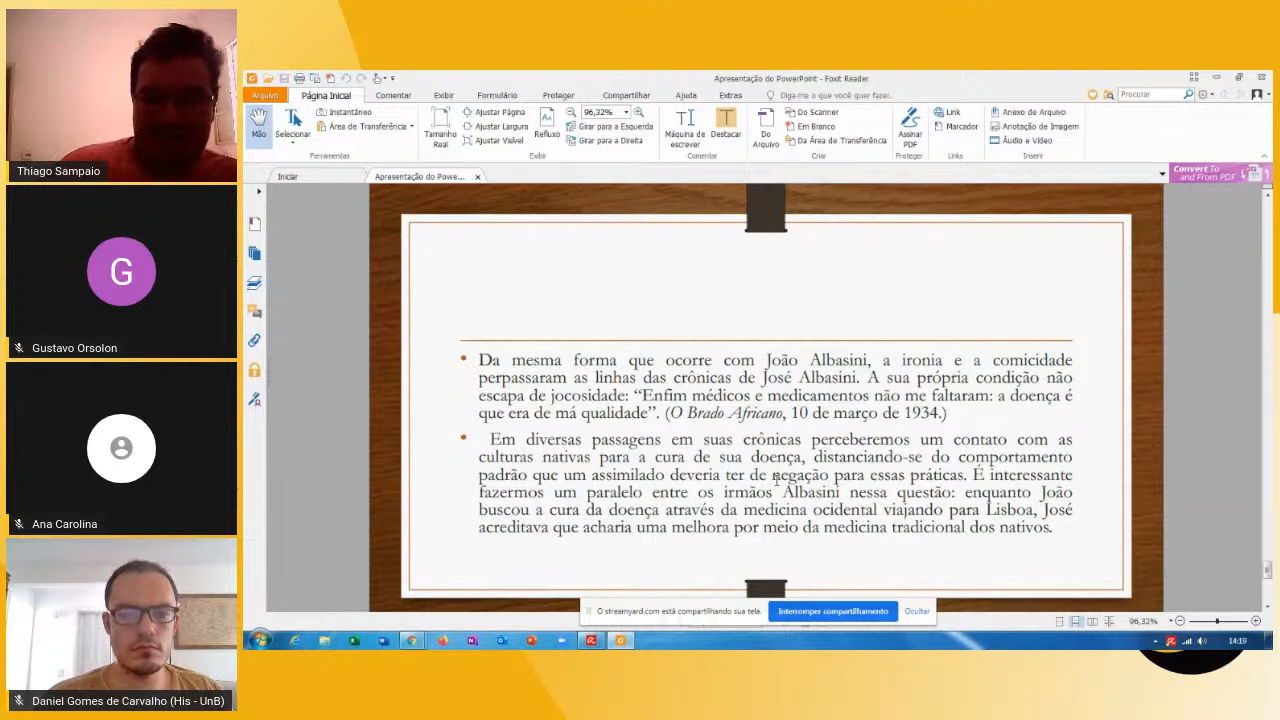 Thiago Sampaio
G
Gustavo Orsolon
Ana Carolina
Daniel Gomes de Carvalho (His - UnB)
Apresentação do PowerPoint - Foxit Reader
Arquivo
Página Inicial
Comentar
Exibir
Formulário
Proteger
Compartilhar
Ajuda
Extras
Diga-me o que você quer fazer.
Procurar
Mão
Selecionar
Instantâneo
Área de Transferência
Ferramentas
Tamanho Real
Ajustar Página
Ajustar Largura
Ajustar Visível
Refluxo
96,32%
Girar para a Esquerda
Girar para a Direita
Exibir
Máquina de escrever
Destacar
Comentar
Do Arquivo
Do Scanner
Em Branco
Da Área de Transferência
Criar
Assinar PDF
Proteger
Link
Marcador
Links
Anexo de Arquivo
Anotação de Imagem
Áudio e Vídeo
Inserir
Iniciar
Apresentação do Powe...
Convert To
and From PDF
• Da mesma forma que ocorre com João Albasini, a ironia e a comicidade
perpassaram as linhas das crônicas de José Albasini. A sua própria condição não
escapa de jocosidade: “Enfim médicos e medicamentos não me faltaram: a doença é
que era de má qualidade”. (O Brado Africano, 10 de março de 1934.)
• Em diversas passagens em suas crônicas perceberemos um contato com as
culturas nativas para a cura de sua doença, distanciando-se do comportamento
padrão que um assimilado deveria ter de negação para essas práticas. É interessante
fazermos um paralelo entre os irmãos Albasini nessa questão: enquanto João
buscou a cura da doença através da medicina ocidental viajando para Lisboa, José
acreditava que acharia uma melhora por meio da medicina tradicional dos nativos.
O streamyard.com está compartilhando sua tela.
Interromper compartilhamento
Ocultar
96,32%
14:19